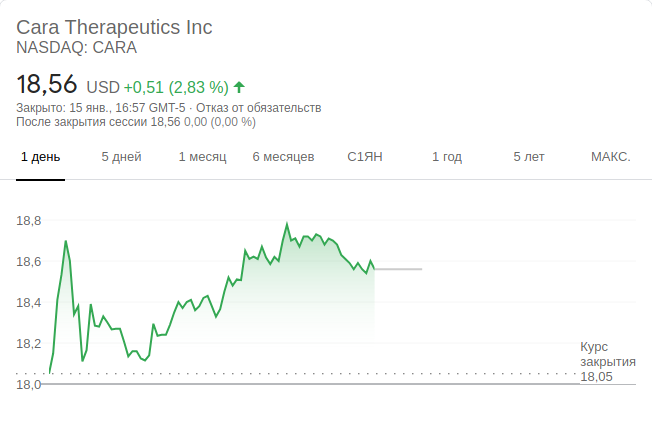 Cara Therapeutics Inc
NASDAQ: CARA
18,56 USD +0,51 (2,83 %)
Закрыто: 15 янв., 16:57 GMT-5 · Отказ от обязательств
После закрытия сессии 18,56 0,00 (0,00 %)
1 день 5 дней 1 месяц 6 месяцев С1ЯН 1 год 5 лет МАКС.
18,8
18,6
18,4
18,2
Курс
закрытия
18,05
18,0